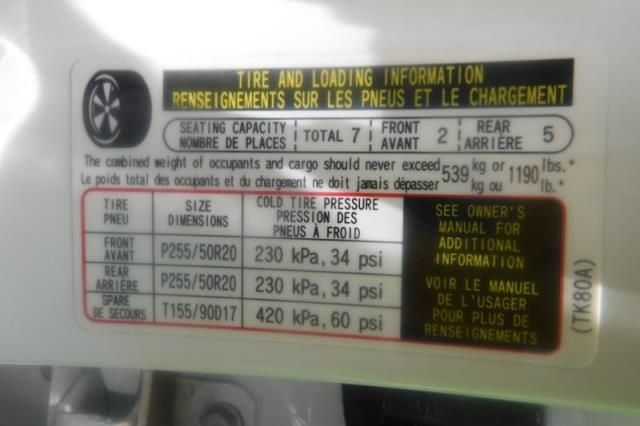 TIRE AND LOADING INFORMATION
RENSEIGNEMENTS SUR LES PNEUS ET LE CHARGEMENT
SEATING CAPACITY NOMBRE DE PLACES TOTAL 7 FRONT AVANT 2 REAR ARRIÈRE 5
The combined weight of occupants and cargo should never exceed 539 kg or 1190 lbs.*
Le poids total des occupants et du chargement ne doit jamais dépasser kg ou lb.*
TIRE PNEU SIZE DIMENSIONS COLD TIRE PRESSURE PRESSION DES PNEUS À FROID
FRONT AVANT P255/50R20 230 kPa, 34 psi
REAR ARRIÈRE P255/50R20 230 kPa, 34 psi
SPARE DE SECOURS T155/90D17 420 kPa, 60 psi
SEE OWNER'S
MANUAL FOR
ADDITIONAL
INFORMATION
VOIR LE MANUEL
DE L'USAGER
POUR PLUS DE
RENSEIGNEMENTS
(TK80A)